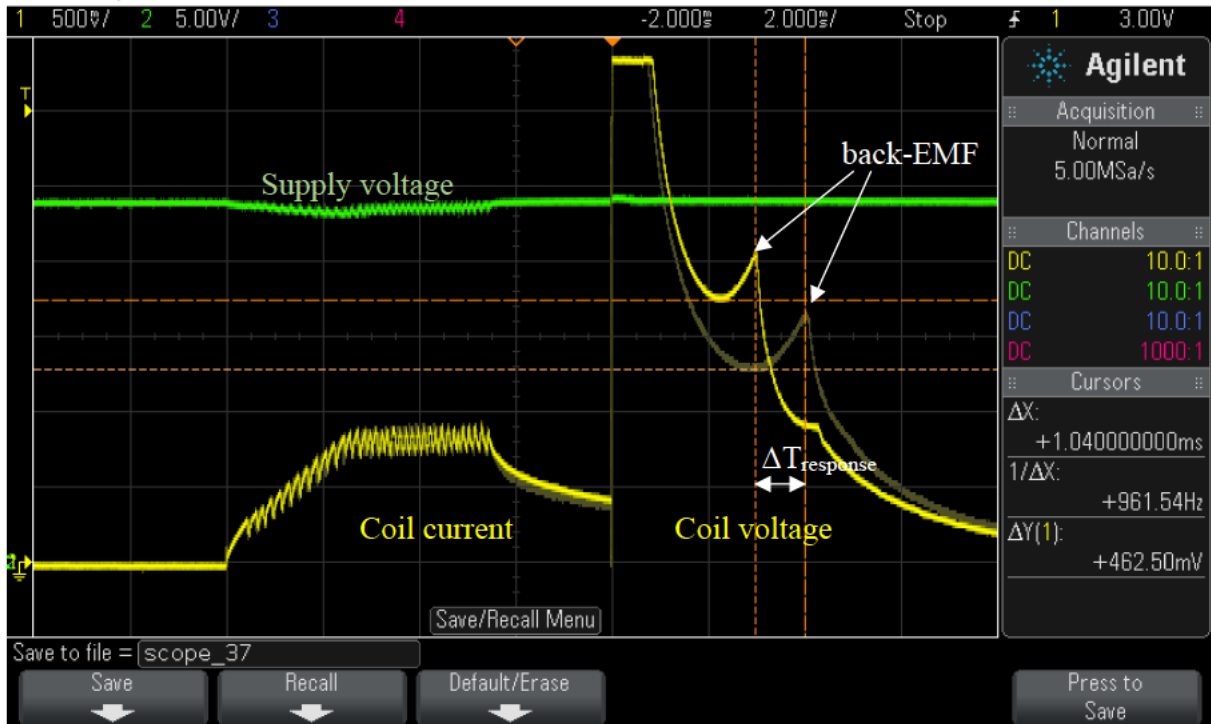 1 500mV/ 2 5.00V/ 3 4 -2.000ms 2.000ms/ Stop 1 3.00V
T
Agilent
Acquisition
Normal
5.00MSa/s
Channels
DC 10.0:1
DC 10.0:1
DC 10.0:1
DC 1000:1
Cursors
ΔX:
+1.040000000ms
1/ΔX:
+961.54Hz
ΔY(1):
+462.50mV
Supply voltage
back-EMF
ΔTresponse
Coil current
Coil voltage
Save/Recall Menu
Save to file = scope_37
Save
Recall
Default/Erase
Press to
Save